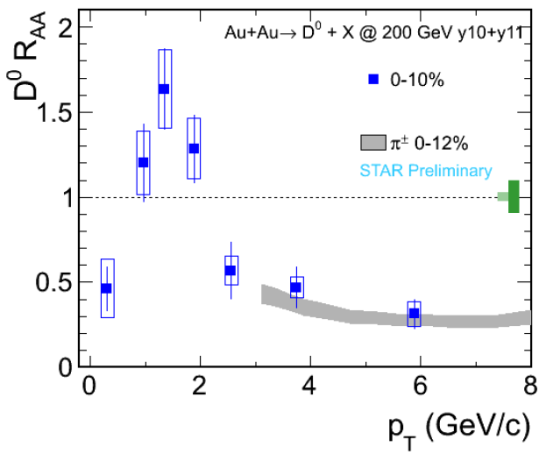 Au+Au→ D⁰ + X @ 200 GeV y10+y11
0-10%
π± 0-12%
STAR Preliminary
D⁰ R_AA
2
1.5
1
0.5
0
0 2 4 6 8
p_T (GeV/c)